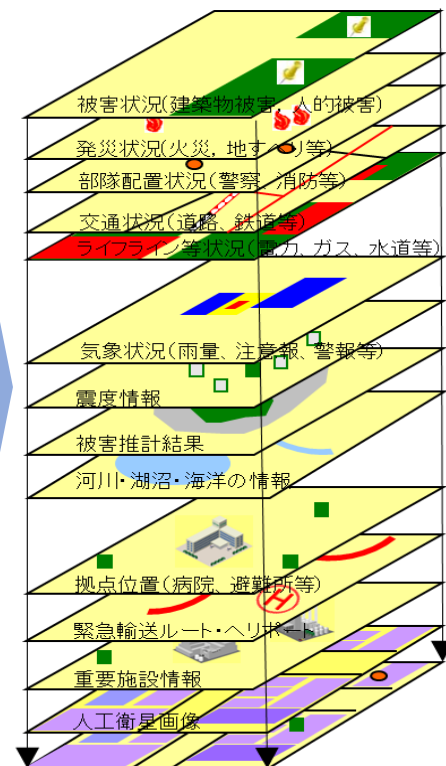 被害状況(建築物被害, 人的被害)
発災状況(火災, 地すべり等)
部隊配置状況(警察, 消防等)
交通状況(道路、鉄道等)
ライフライン等状況(電力、ガス、水道等)
気象状況(雨量、注意報、警報等)
震度情報
被害推計結果
河川・湖沼・海洋の情報
拠点位置(病院、避難所等)
H
緊急輸送ルート・ヘリポート
重要施設情報
人工衛星画像